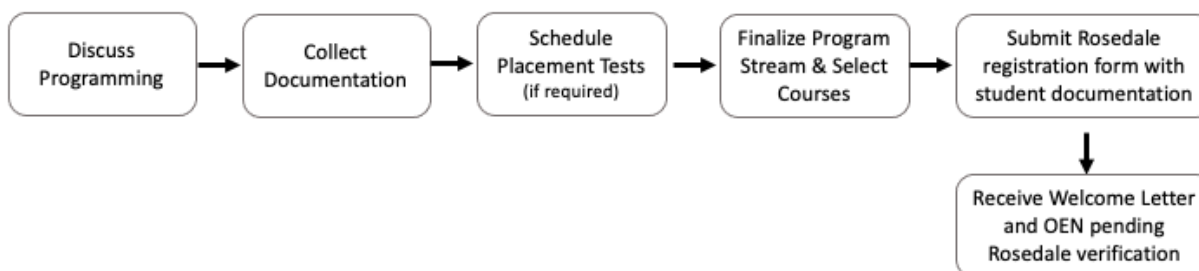 Discuss
Programming
Collect
Documentation
Schedule
Placement Tests
(if required)
Finalize Program
Stream & Select
Courses
Submit Rosedale
registration form with
student documentation
Receive Welcome Letter
and OEN pending
Rosedale verification